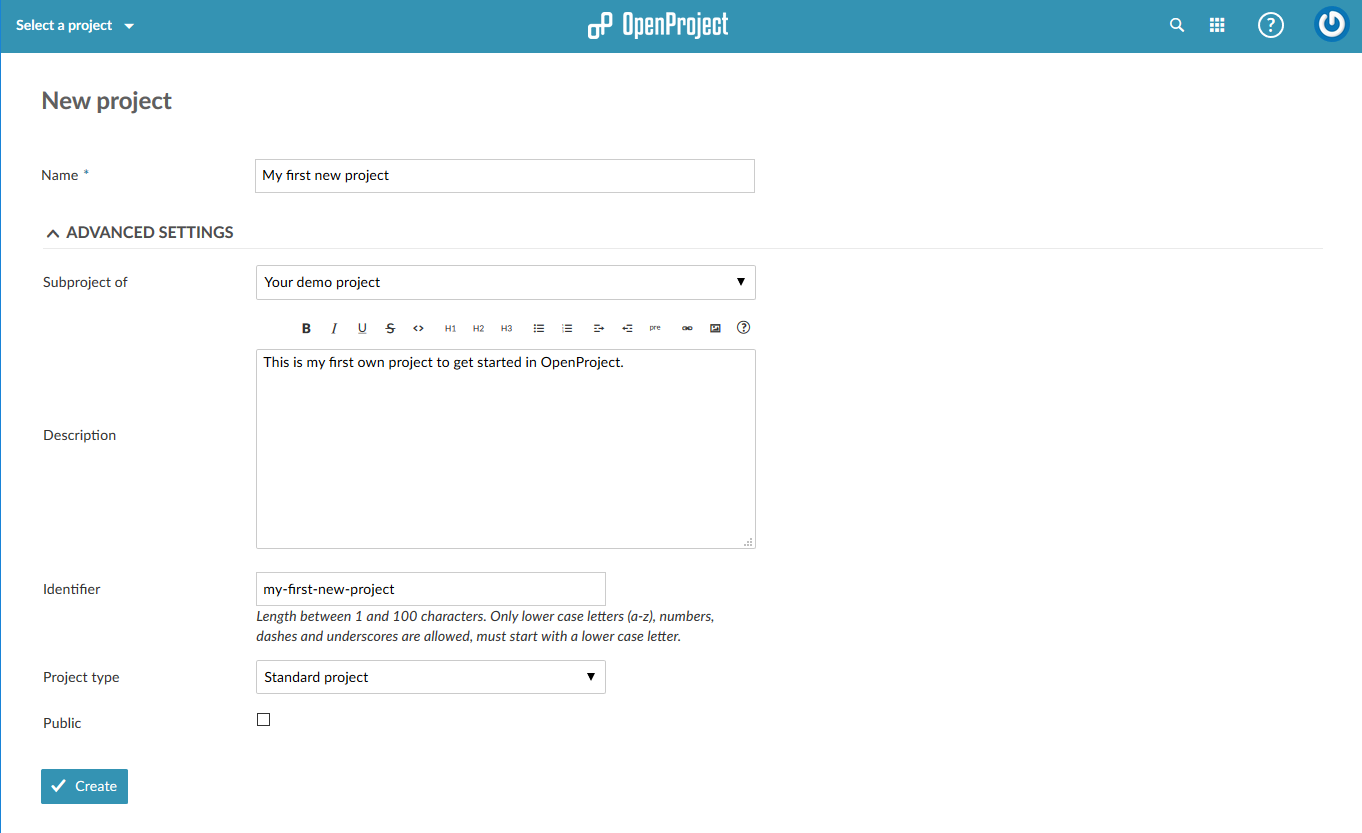 Select a project
OpenProject
?
New project
Name *
My first new project
ADVANCED SETTINGS
Subproject of
Your demo project
B I U S <> H1 H2 H3 pre ?
This is my first own project to get started in OpenProject.
Description
Identifier
my-first-new-project
Length between 1 and 100 characters. Only lower case letters (a-z), numbers,
dashes and underscores are allowed, must start with a lower case letter.
Project type
Standard project
Public
Create